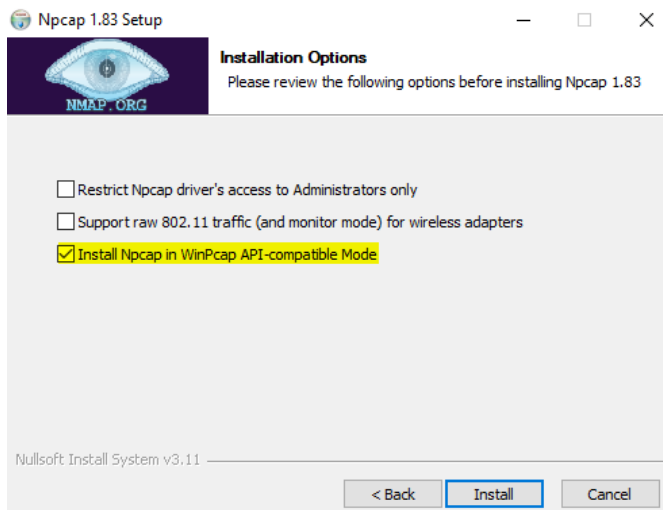 Npcap 1.83 Setup
NMAP.ORG
Installation Options
Please review the following options before installing Npcap 1.83
Restrict Npcap driver's access to Administrators only
Support raw 802.11 traffic (and monitor mode) for wireless adapters
Install Npcap in WinPcap API-compatible Mode
Nullsoft Install System v3.11
< Back
Install
Cancel